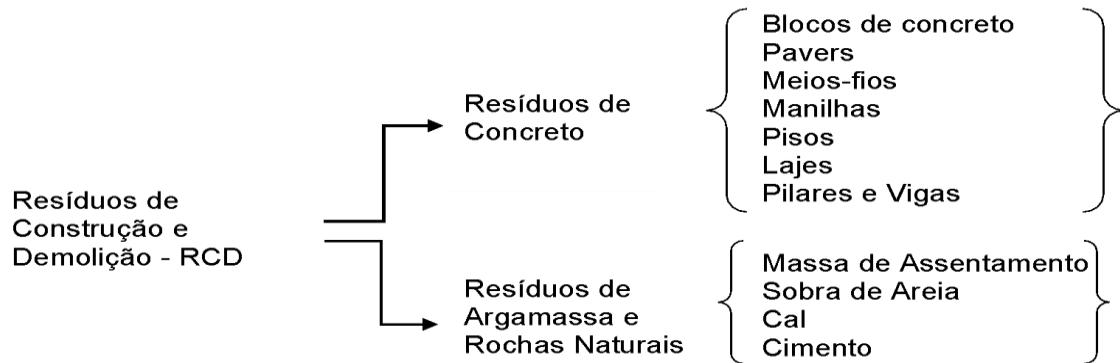 Resíduos de
Construção e
Demolição - RCD
Resíduos de
Concreto
Blocos de concreto
Pavers
Meios-fios
Manilhas
Pisos
Lajes
Pilares e Vigas
Resíduos de
Argamassa e
Rochas Naturais
Massa de Assentamento
Sobra de Areia
Cal
Cimento